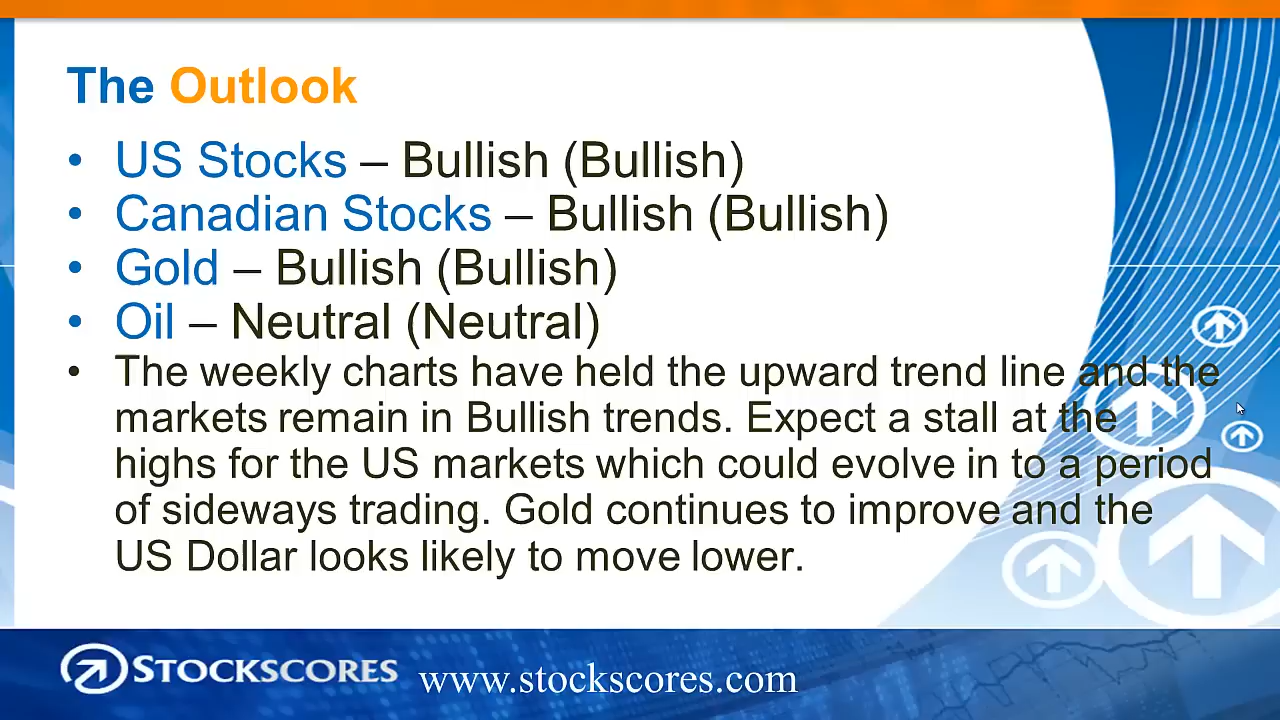 The Outlook
• US Stocks – Bullish (Bullish)
• Canadian Stocks – Bullish (Bullish)
• Gold – Bullish (Bullish)
• Oil – Neutral (Neutral)
• The weekly charts have held the upward trend line and the
markets remain in Bullish trends. Expect a stall at the
highs for the US markets which could evolve in to a period
of sideways trading. Gold continues to improve and the
US Dollar looks likely to move lower.
STOCKSCORES www.stockscores.com